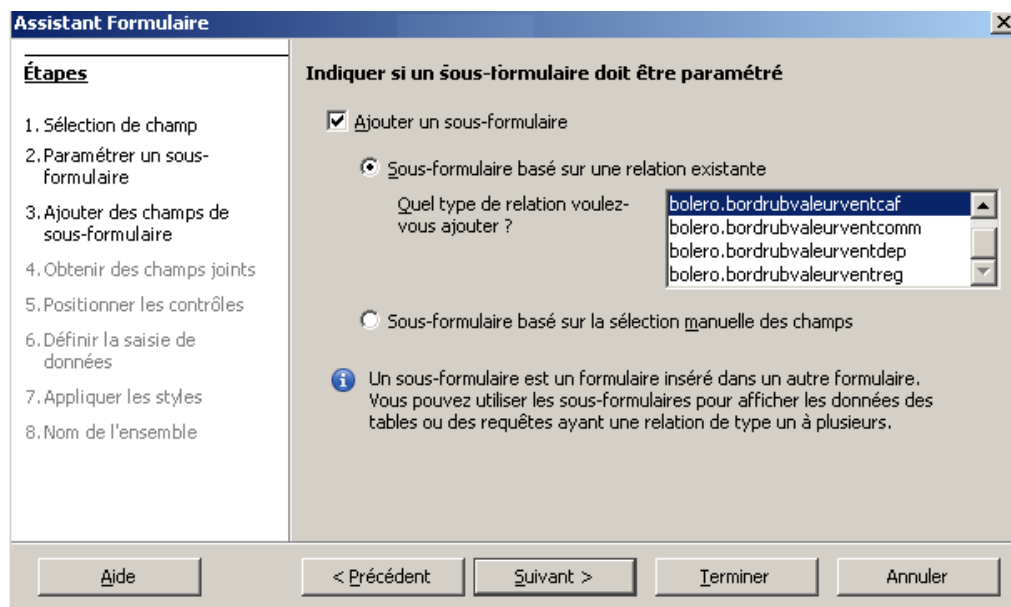 Assistant Formulaire
Étapes
1. Sélection de champ
2. Paramétrer un sous-
formulaire
3. Ajouter des champs de
sous-formulaire
4. Obtenir des champs joints
5. Positionner les contrôles
6. Définir la saisie de
données
7. Appliquer les styles
8. Nom de l'ensemble
Indiquer si un sous-formulaire doit être paramétré
Ajouter un sous-formulaire
Sous-formulaire basé sur une relation existante
Quel type de relation voulez-
vous ajouter ?
bolero.bordrubvaleurventcaf
bolero.bordrubvaleurventcomm
bolero.bordrubvaleurventdep
bolero.bordrubvaleurventreg
Sous-formulaire basé sur la sélection manuelle des champs
Un sous-formulaire est un formulaire inséré dans un autre formulaire.
Vous pouvez utiliser les sous-formulaires pour afficher les données des
tables ou des requêtes ayant une relation de type un à plusieurs.
Aide
< Précédent
Suivant >
Terminer
Annuler